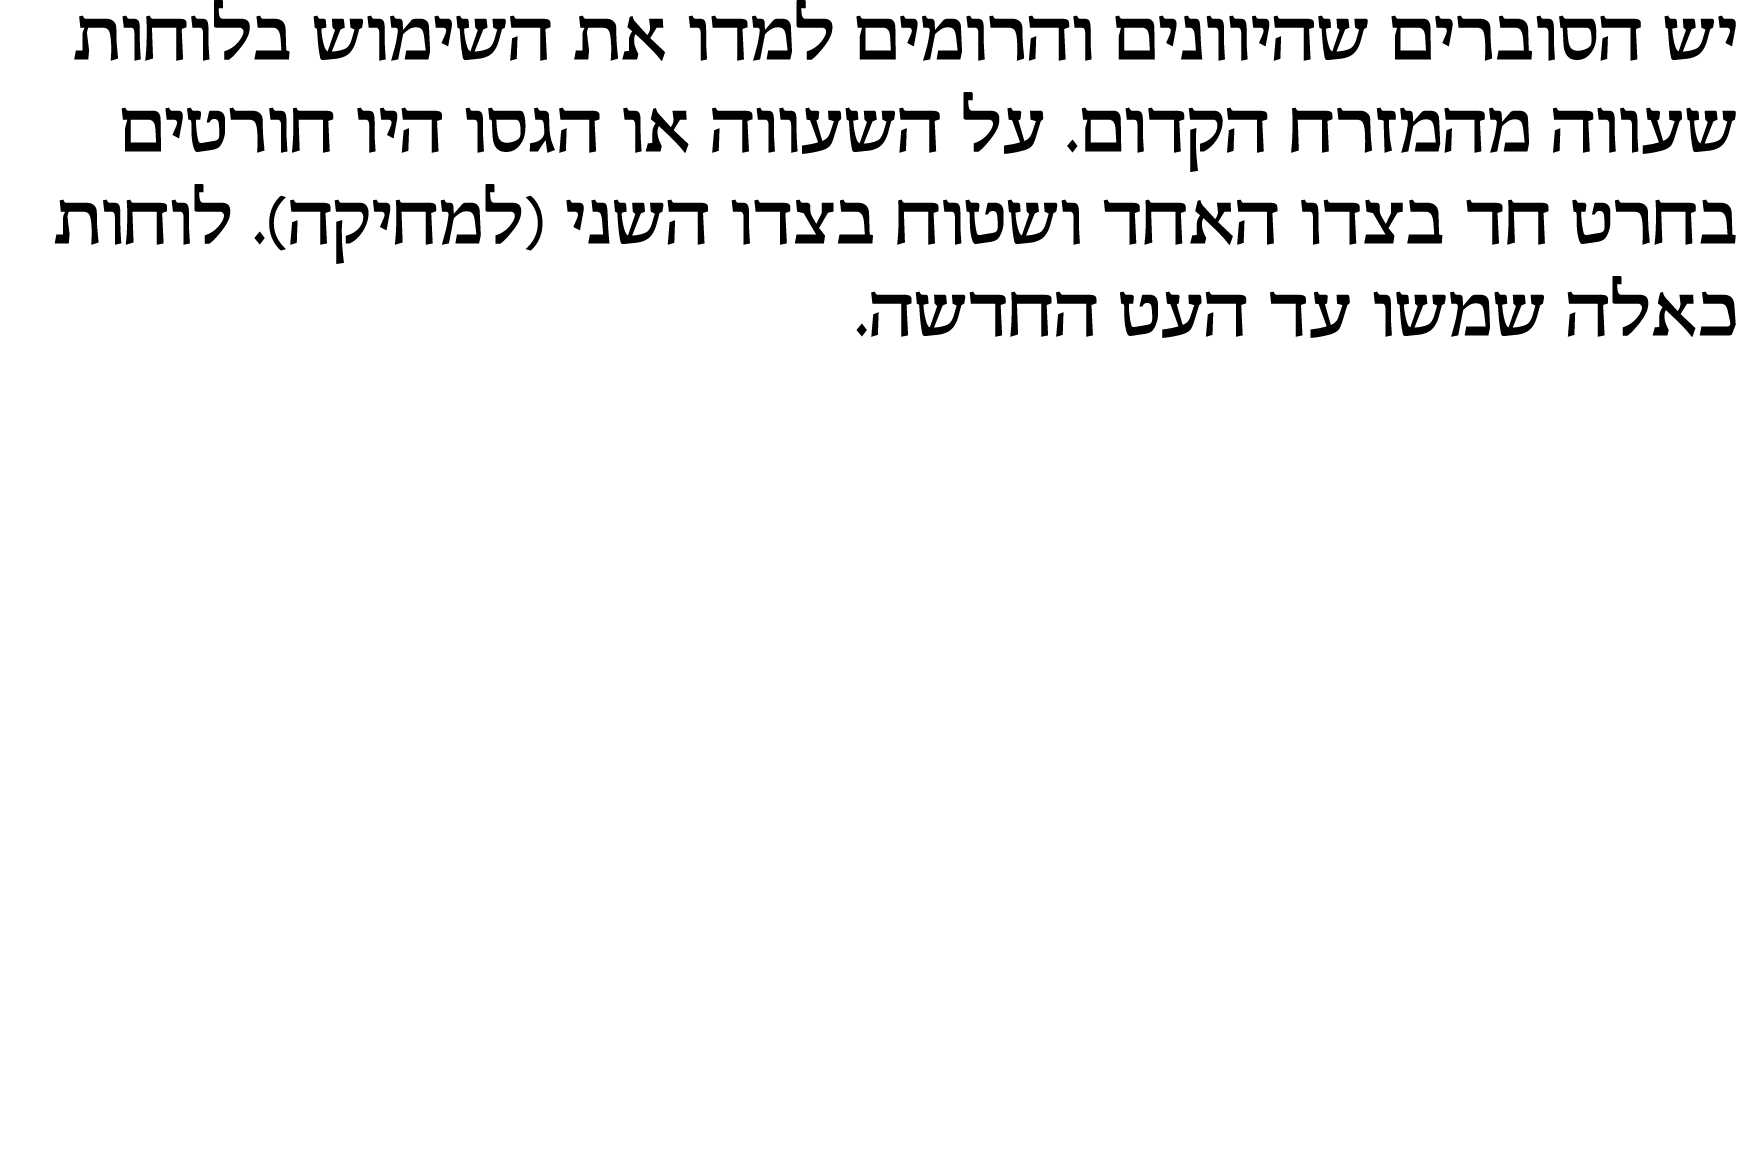 יש הסוברים שהיוונים והרומים למדו את השימוש בלוחות
שעווה מהמזרח הקדום. על השעווה או הגסו היו חורטים
בחרט חד בצדו האחד ושטוח בצדו השני (למחיקה). לוחות
כאלה שמשו עד העט החדשה.